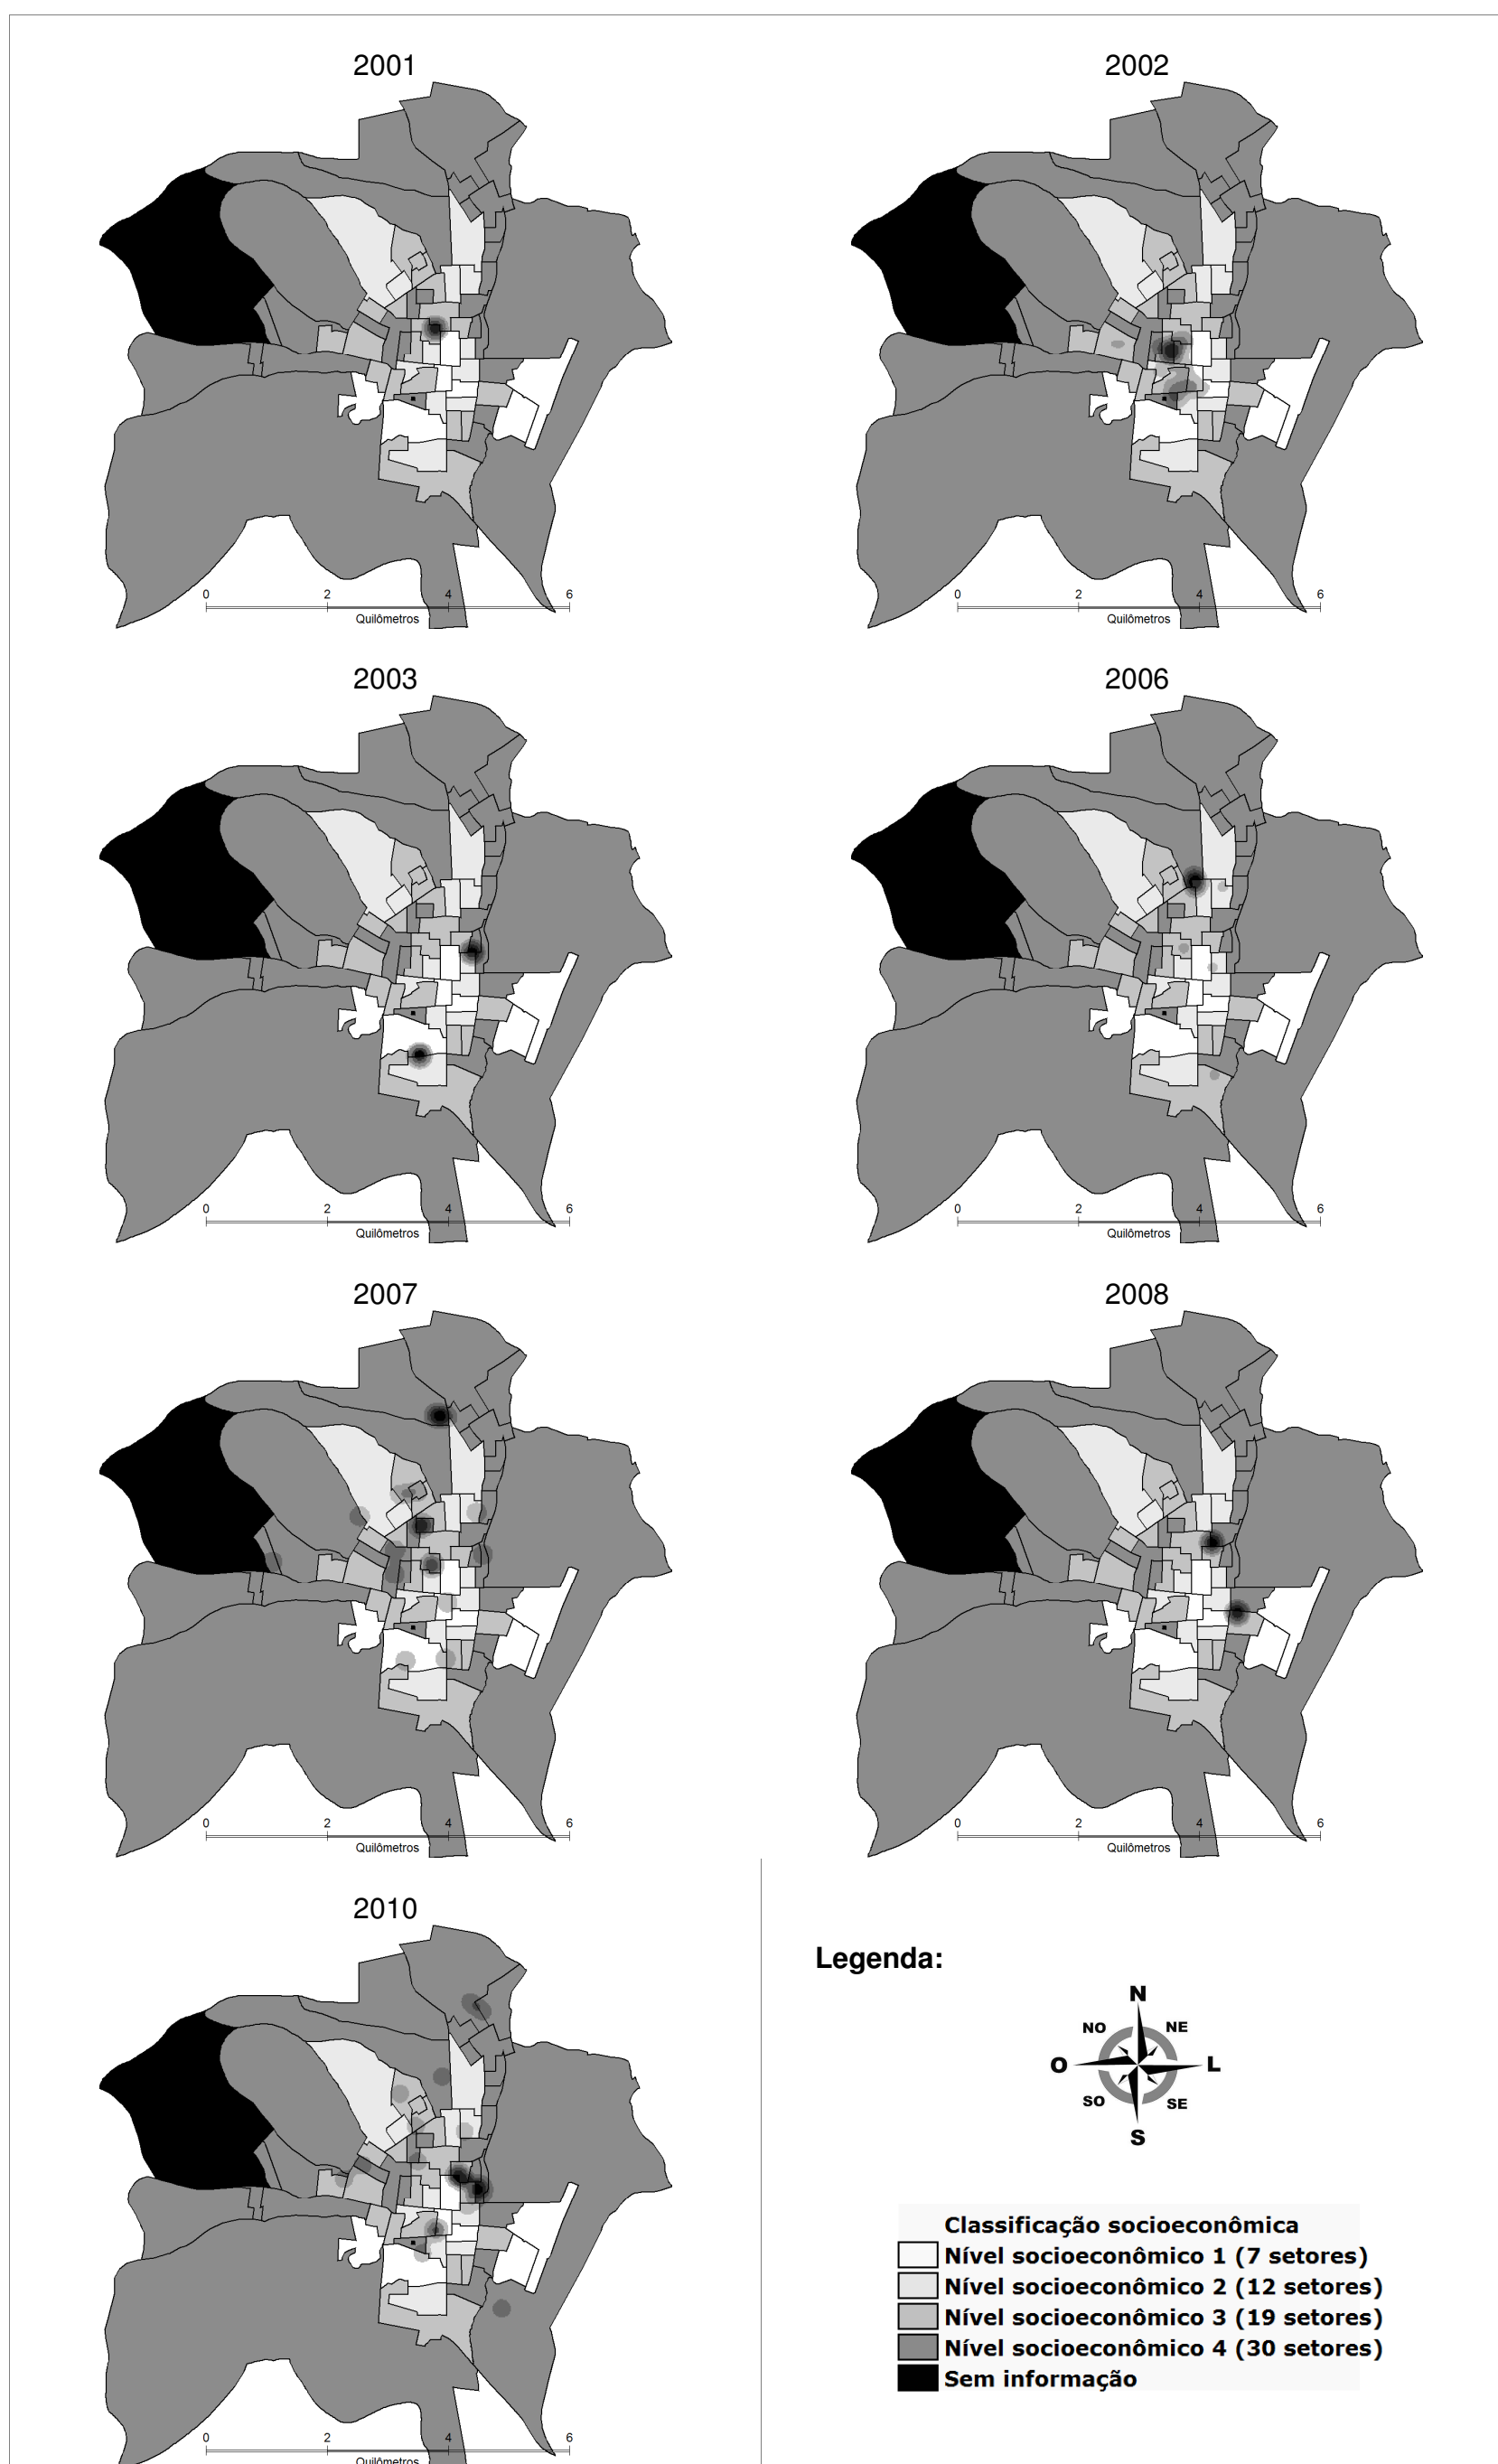 2001
2002
0 2 4 6
Quilômetros
0 2 4 6
Quilômetros
2003
2006
0 2 4 6
Quilômetros
0 2 4 6
Quilômetros
2007
2008
0 2 4 6
Quilômetros
0 2 4 6
Quilômetros
2010
0 2 4 6
Quilômetros
Legenda:
N
NO NE
O L
SO SE
S
Classificação socioeconômica
Nível socioeconômico 1 (7 setores)
Nível socioeconômico 2 (12 setores)
Nível socioeconômico 3 (19 setores)
Nível socioeconômico 4 (30 setores)
Sem informação